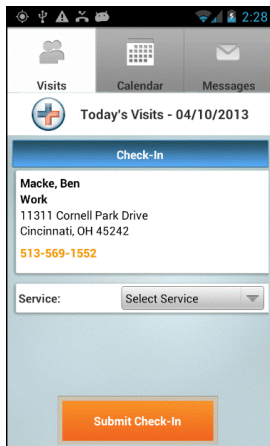 2:28
Visits
Calendar
Messages
Today's Visits - 04/10/2013
Check-In
Macke, Ben
Work
11311 Cornell Park Drive
Cincinnati, OH 45242
513-569-1552
Service:
Select Service
Submit Check-In